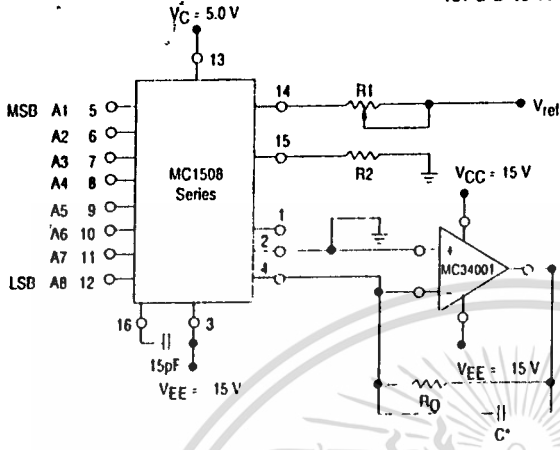 VC = 5.0 V
13
MSB A1 5
A2 6
A3 7
A4 8
A5 9
A6 10
A7 11
LSB A8 12
MC1508
Series
14
R1
Vref
15
R2
1
2
4
VCC = 15 V
+
MC34001
−
VEE = 15 V
16
3
15pF
VEE = 15 V
RO
C*